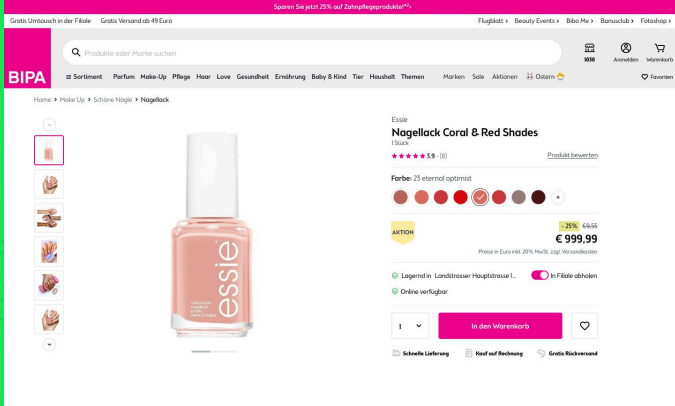 Sparen Sie jetzt 25% auf Zahnpflegeprodukte!*²›
Gratis Umtausch in der Filiale Gratis Versand ab 49 Euro Flugblatt › Beauty Events › Biba Me › Bonusclub › Fotoshop ›
BIPA
Produkte oder Marke suchen
1030 Anmelden Warenkorb
Sortiment Parfum Make-Up Pflege Haar Love Gesundheit Ernährung Baby & Kind Tier Haushalt Themen Marken Sale Aktionen Ostern Favoriten
Home › Make Up › Schöne Nägel › Nagellack
Essie
Nagellack Coral & Red Shades
1 Stück
3.9 · (8) Produkt bewerten
Farbe: 23 eternal optimist
AKTION
- 25% €9,55
€ 999,99
Preise in Euro inkl. 20% MwSt. zzgl. Versandkosten
Lagernd in Landstrasser Hauptstrasse 1... In Filiale abholen
Online verfügbar
1 In den Warenkorb
Schnelle Lieferung Kauf auf Rechnung Gratis Rückversand
essie